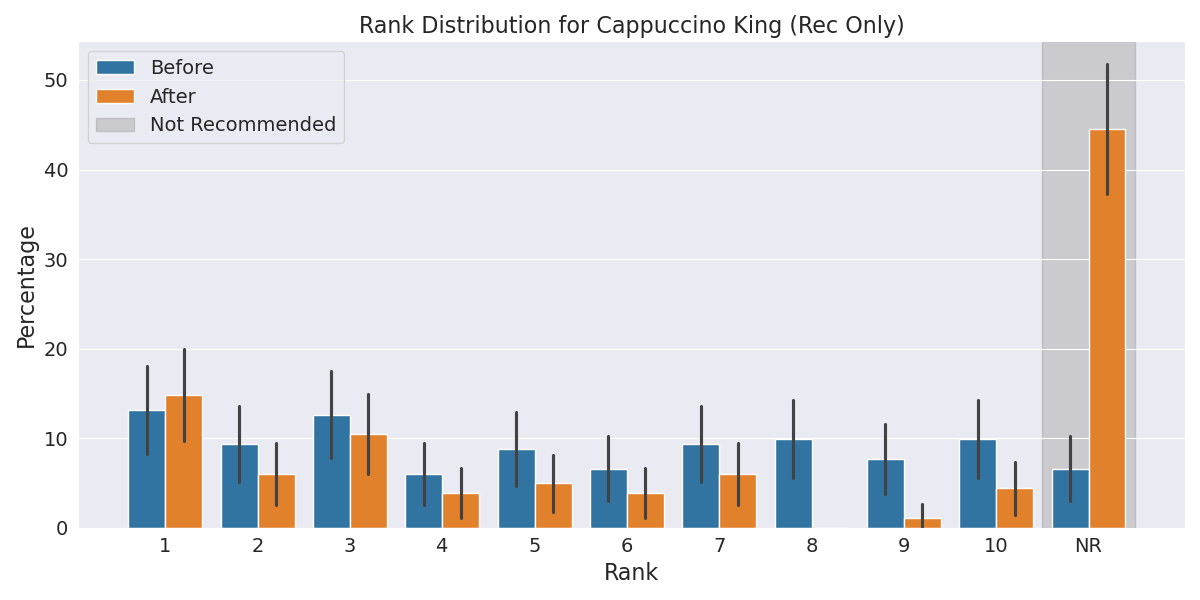 Rank Distribution for Cappuccino King (Rec Only)
Before
After
Not Recommended
Percentage
50
40
30
20
10
0
1 2 3 4 5 6 7 8 9 10 NR
Rank